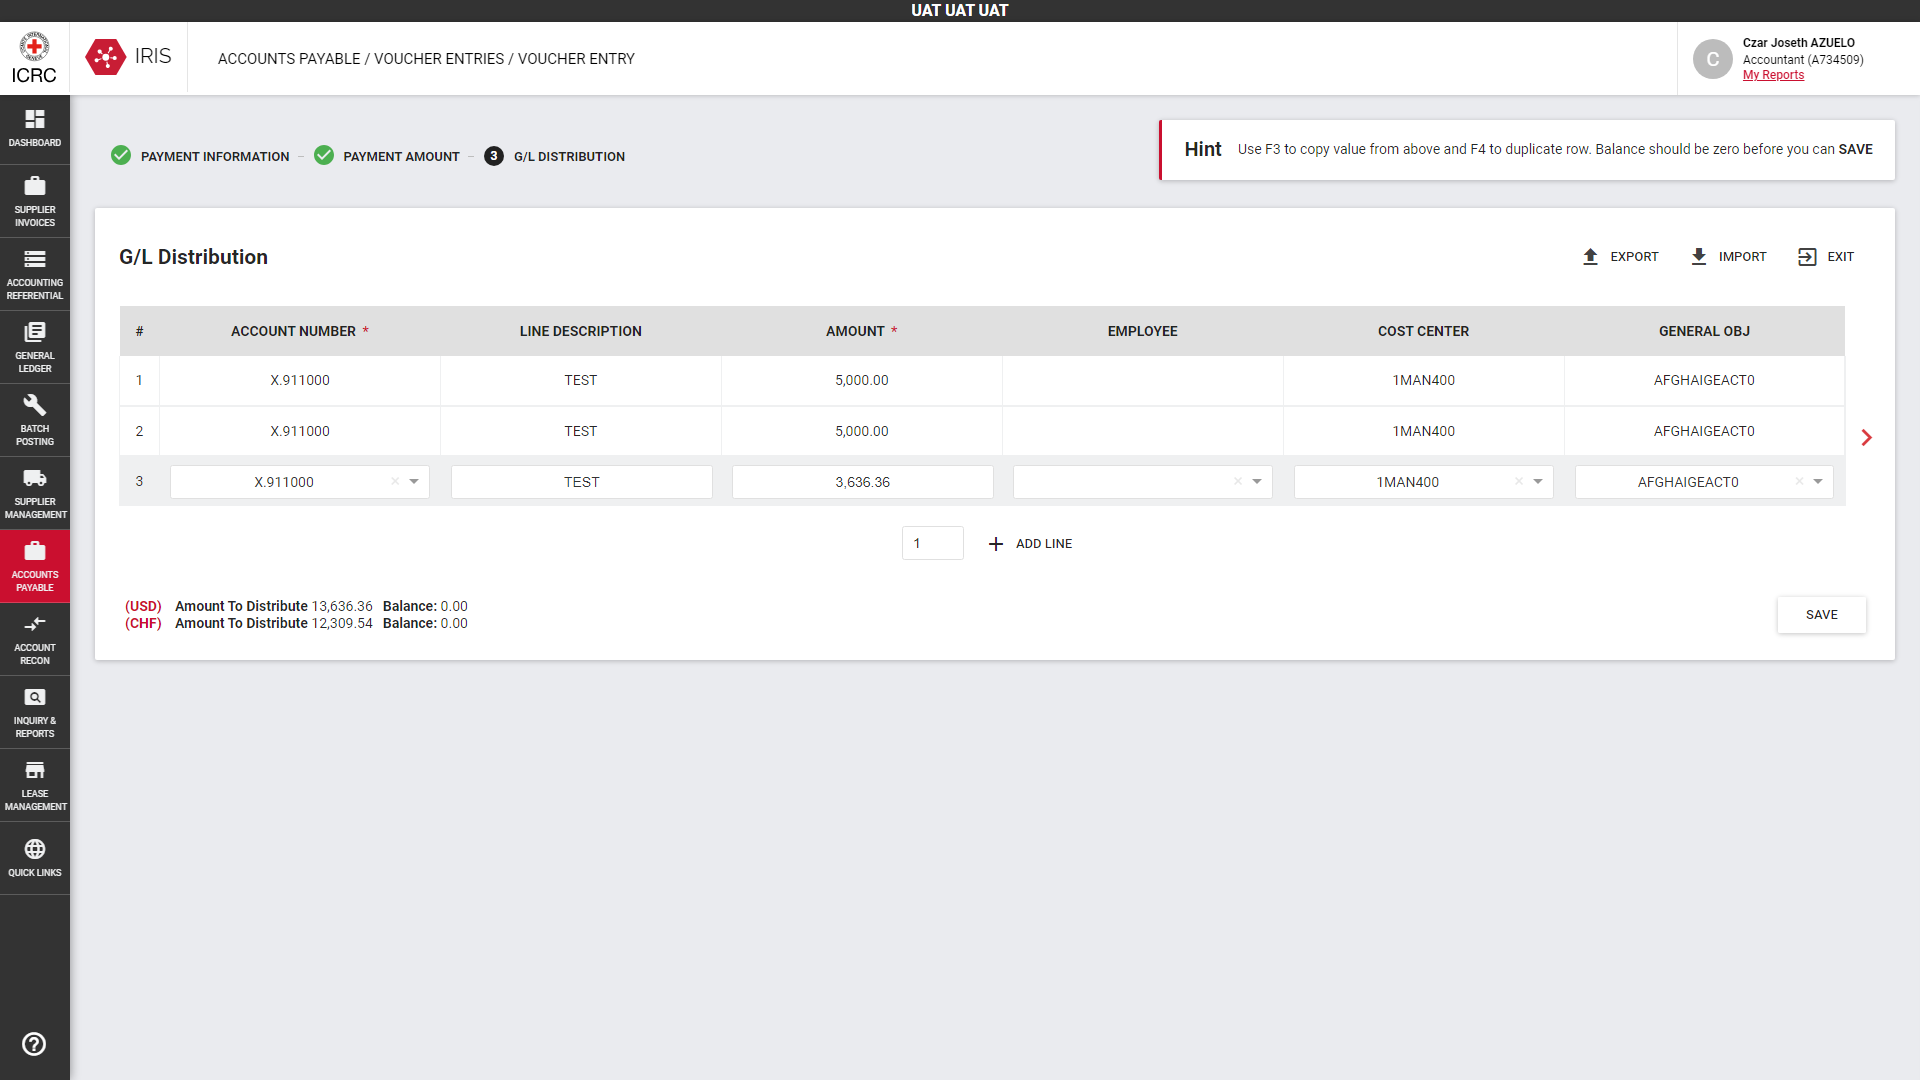 UAT UAT UAT
ICRC
IRIS
ACCOUNTS PAYABLE / VOUCHER ENTRIES / VOUCHER ENTRY
C
Czar Joseth AZUELO
Accountant (A734509)
My Reports
DASHBOARD
SUPPLIER
INVOICES
ACCOUNTING
REFERENTIAL
GENERAL
LEDGER
BATCH
POSTING
SUPPLIER
MANAGEMENT
ACCOUNTS
PAYABLE
ACCOUNT
RECON
INQUIRY &
REPORTS
LEASE
MANAGEMENT
QUICK LINKS
PAYMENT INFORMATION – PAYMENT AMOUNT – 3 G/L DISTRIBUTION
Hint Use F3 to copy value from above and F4 to duplicate row. Balance should be zero before you can SAVE
G/L Distribution
EXPORT IMPORT EXIT
# ACCOUNT NUMBER * LINE DESCRIPTION AMOUNT * EMPLOYEE COST CENTER GENERAL OBJ
1 X.911000 TEST 5,000.00 1MAN400 AFGHAIGEACT0
2 X.911000 TEST 5,000.00 1MAN400 AFGHAIGEACT0
3 X.911000 TEST 3,636.36 1MAN400 AFGHAIGEACT0
1 ADD LINE
(USD) Amount To Distribute 13,636.36 Balance: 0.00
(CHF) Amount To Distribute 12,309.54 Balance: 0.00
SAVE